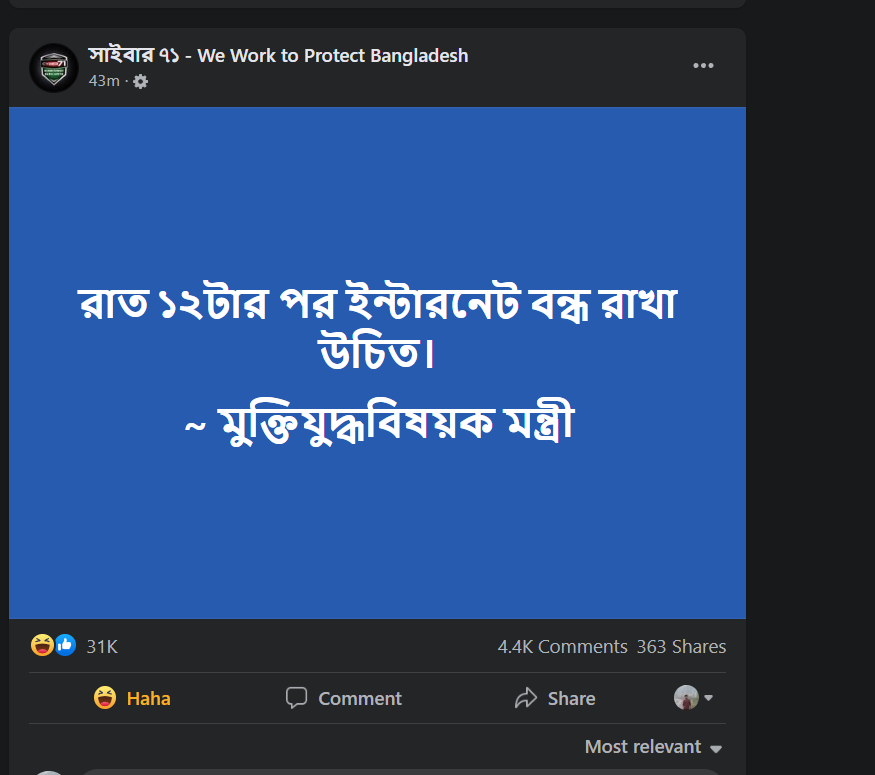 সাইবার ৭১ - We Work to Protect Bangladesh
43m ·
রাত ১২টার পর ইন্টারনেট বন্ধ রাখা
উচিত।
~ মুক্তিযুদ্ধবিষয়ক মন্ত্রী
31K
4.4K Comments 363 Shares
Haha Comment Share
Most relevant